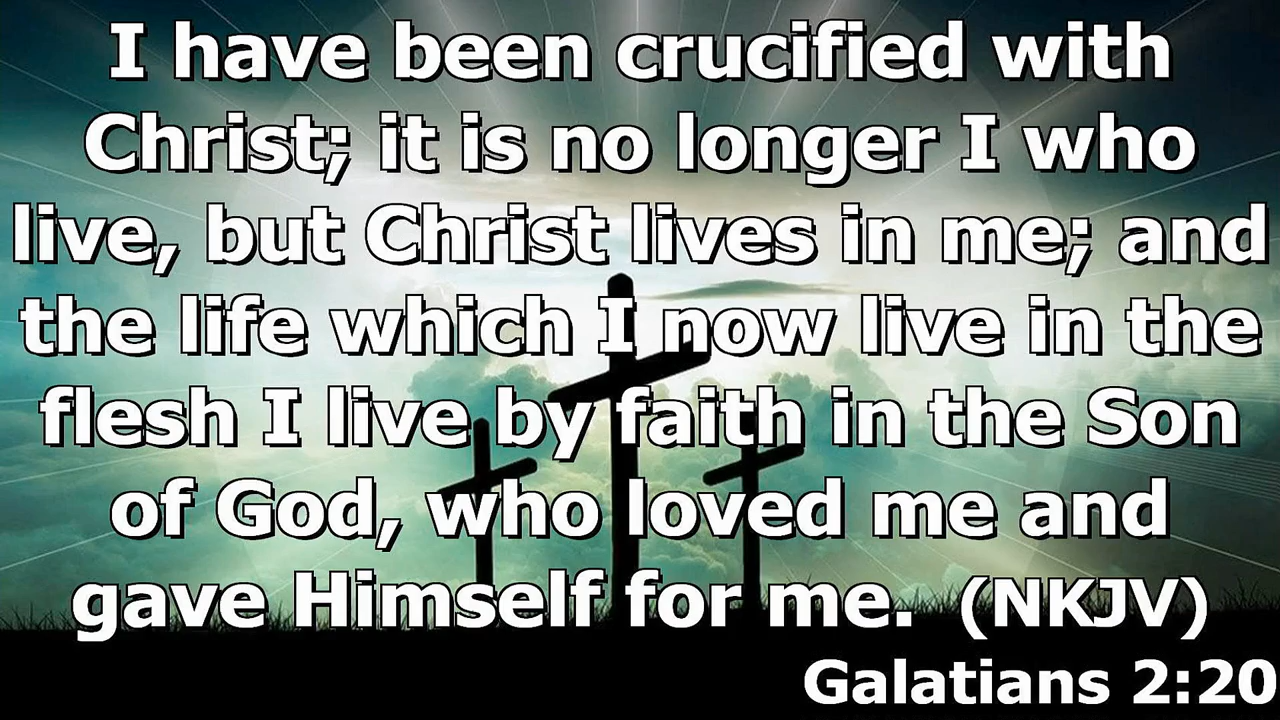 I have been crucified with
Christ; it is no longer I who
live, but Christ lives in me; and
the life which I now live in the
flesh I live by faith in the Son
of God, who loved me and
gave Himself for me. (NKJV)
Galatians 2:20